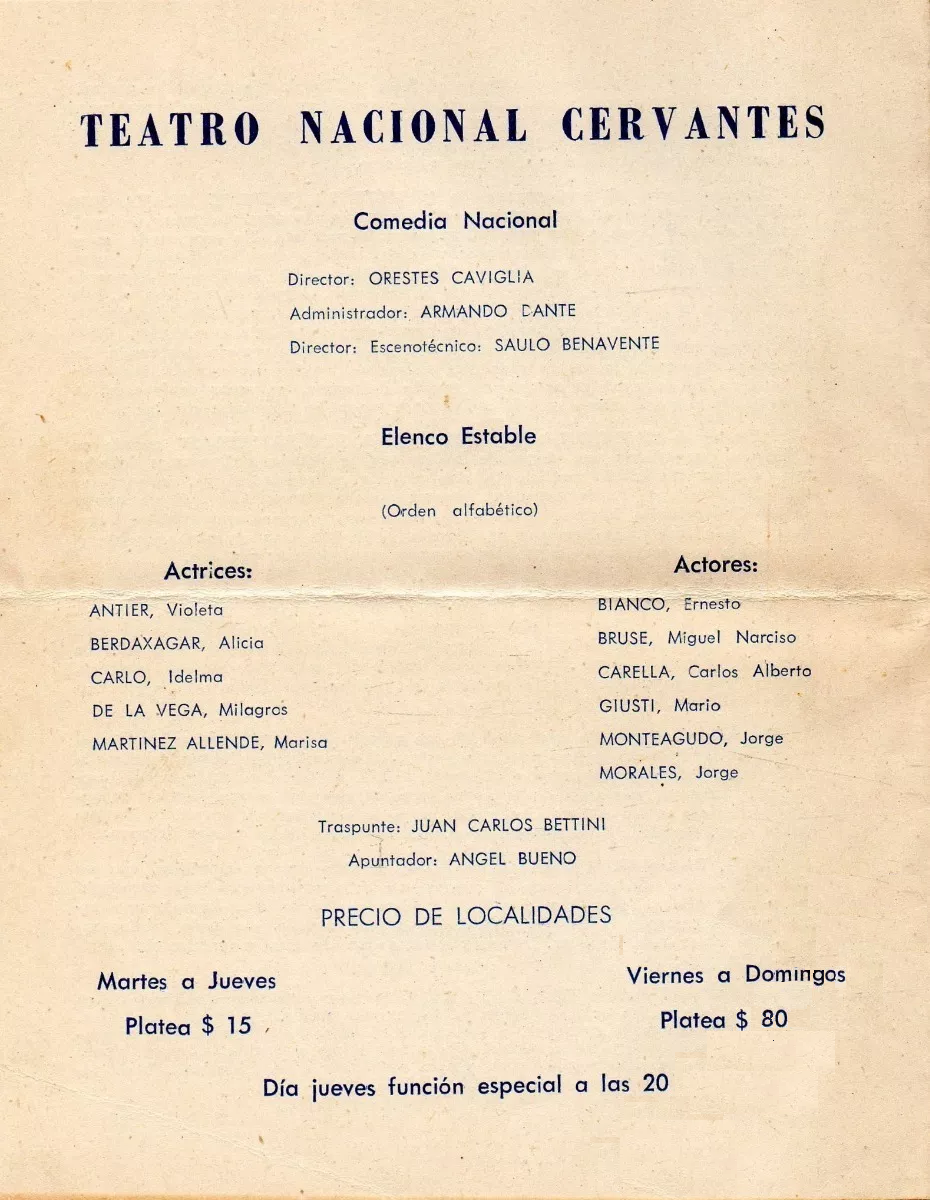 TEATRO NACIONAL CERVANTES
Comedia Nacional
Director: ORESTES CAVIGLIA
Administrador: ARMANDO DANTE
Director: Escenotécnico: SAULO BENAVENTE
Elenco Estable
(Orden alfabético)
Actrices:
ANTIER, Violeta
BERDAXAGAR, Alicia
CARLO, Idelma
DE LA VEGA, Milagros
MARTINEZ ALLENDE, Marisa
Actores:
BIANCO, Ernesto
BRUSE, Miguel Narciso
CARELLA, Carlos Alberto
GIUSTI, Mario
MONTEAGUDO, Jorge
MORALES, Jorge
Traspunte: JUAN CARLOS BETTINI
Apuntador: ANGEL BUENO
PRECIO DE LOCALIDADES
Martes a Jueves
Platea $ 15
Viernes a Domingos
Platea $ 80
Día jueves función especial a las 20